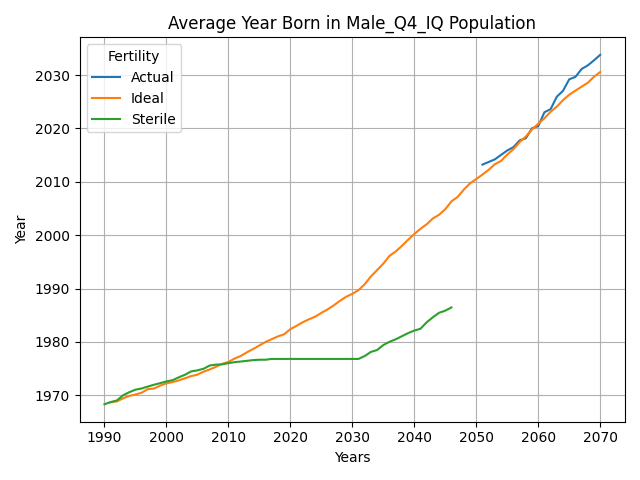 Average Year Born in Male_Q4_IQ Population
Fertility
Actual
Ideal
Sterile
Year
2030
2020
2010
2000
1990
1980
1970
1990 2000 2010 2020 2030 2040 2050 2060 2070
Years